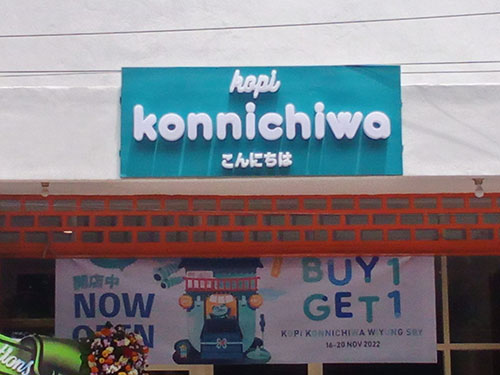 kopi
konnichiwa
こんにちは
開店中
NOW
OPEN
BUY 1
GET 1
KOPI KONNICHIWA WIYUNG SBY
16-20 NOV 2022